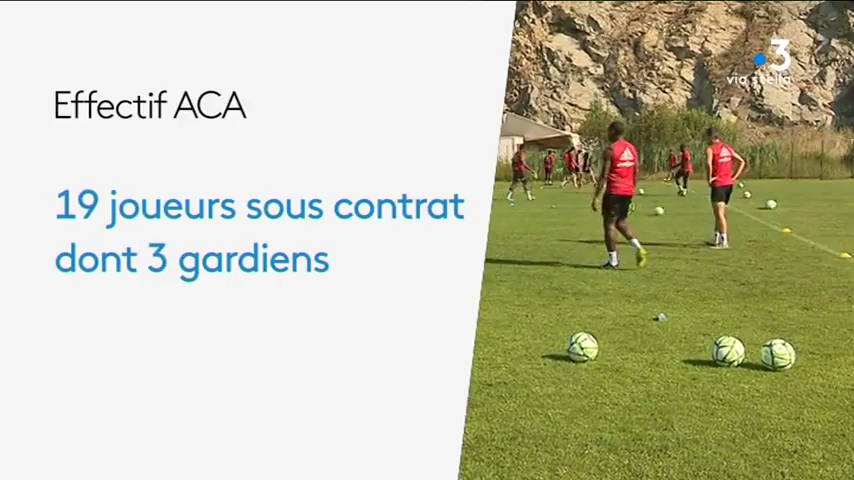 Effectif ACA
19 joueurs sous contrat
dont 3 gardiens
3
via stella